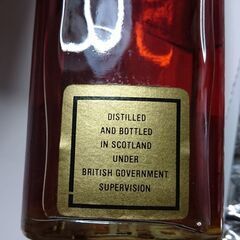 DISTILLED
AND BOTTLED
IN SCOTLAND
UNDER
BRITISH GOVERNMENT
SUPERVISION